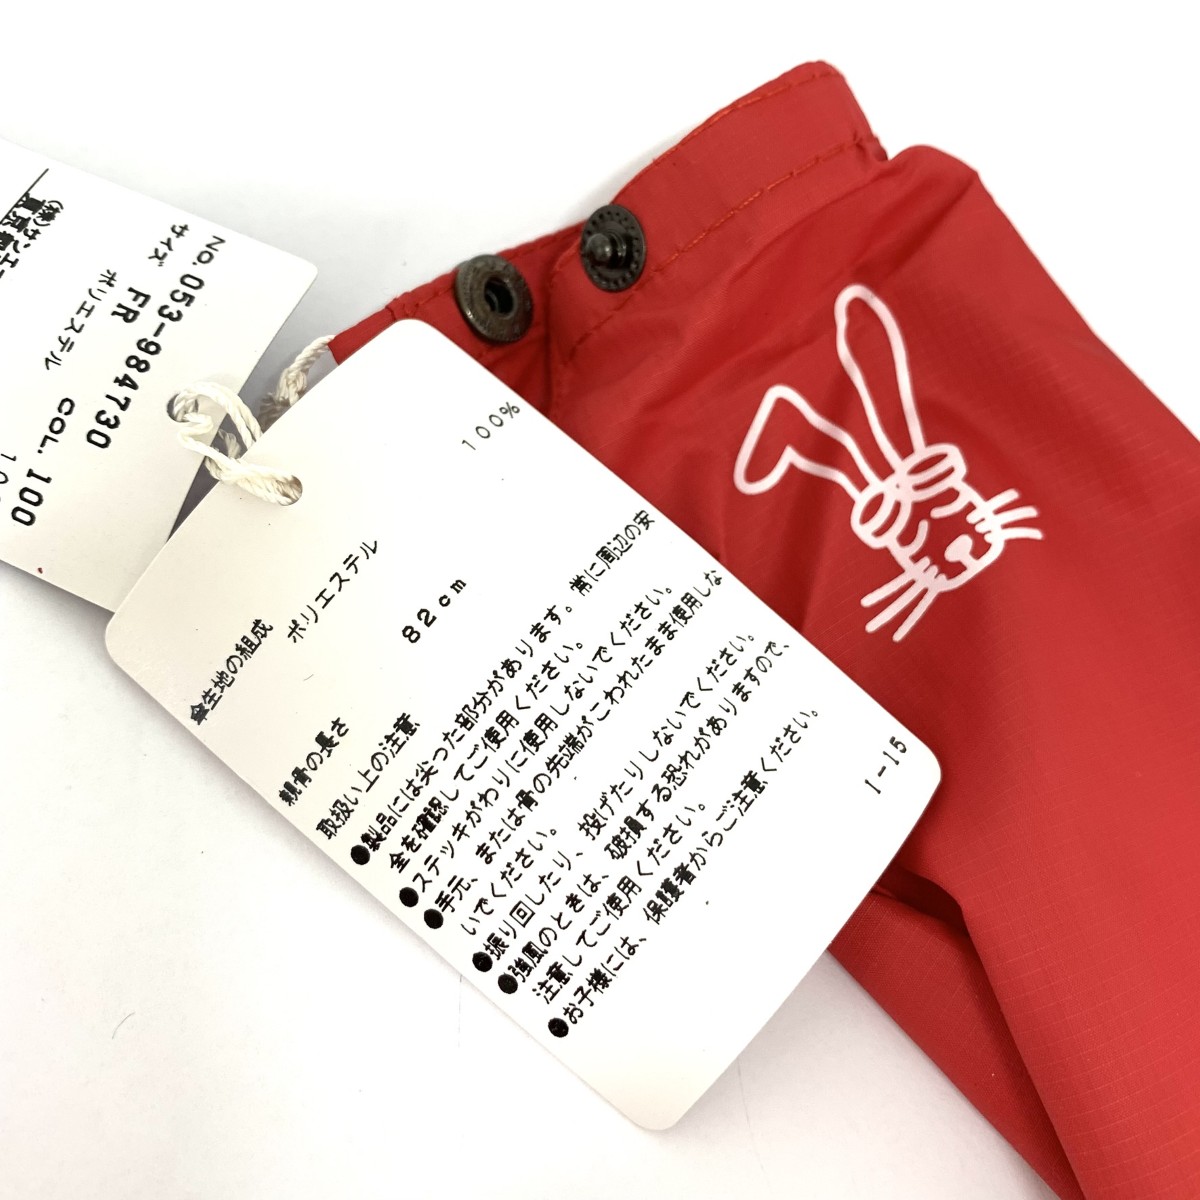 (株)サンエー
NO. 053-984730
サイズ FR COL. 100
ポリエステル
傘生地の組成
ポリエステル 100%
親骨の長さ 82cm
取扱い上の注意
●製品には尖った部分があります。常に周辺の安
全を確認してご使用ください。
●ステッキがわりに使用しないでください。
●手元、または骨の先端がこわれたまま使用しな
いでください。
●振り回したり、投げたりしないでください。
●強風のときは、破損する恐れがありますので、
注意してご使用ください。
●お子様には、保護者からご注意ください。
1-15